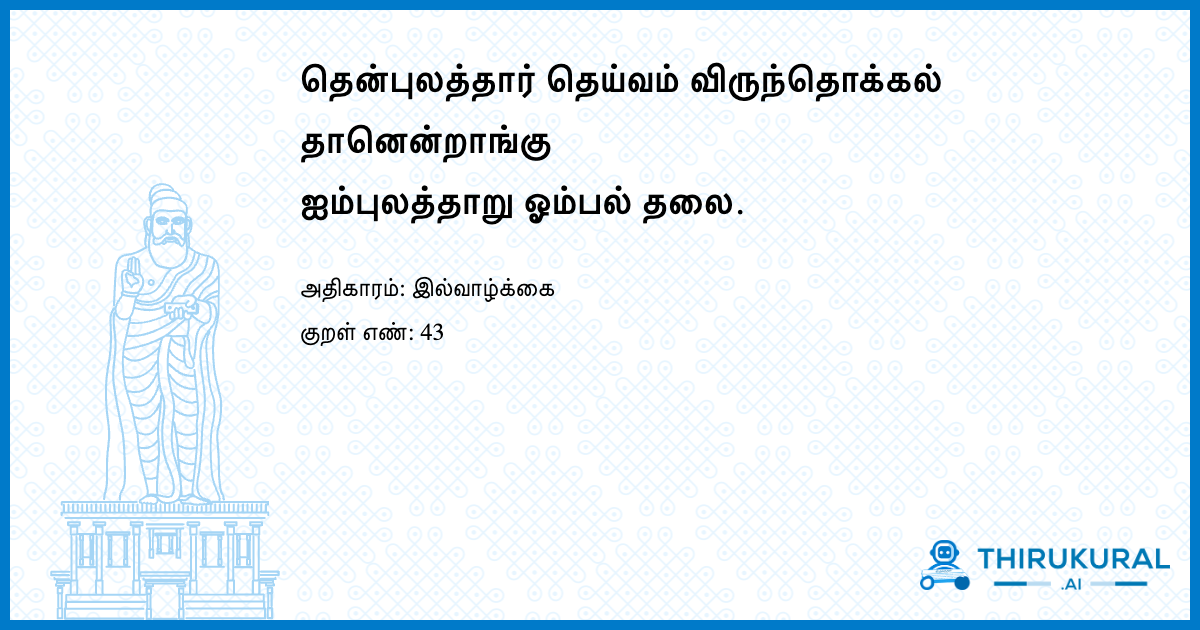 தென்புலத்தார் தெய்வம் விருந்தொக்கல்
தானென்றாங்கு
ஐம்புலத்தாறு ஓம்பல் தலை.
அதிகாரம்: இல்வாழ்க்கை
குறள் எண்: 43
THIRUKURAL
.AI